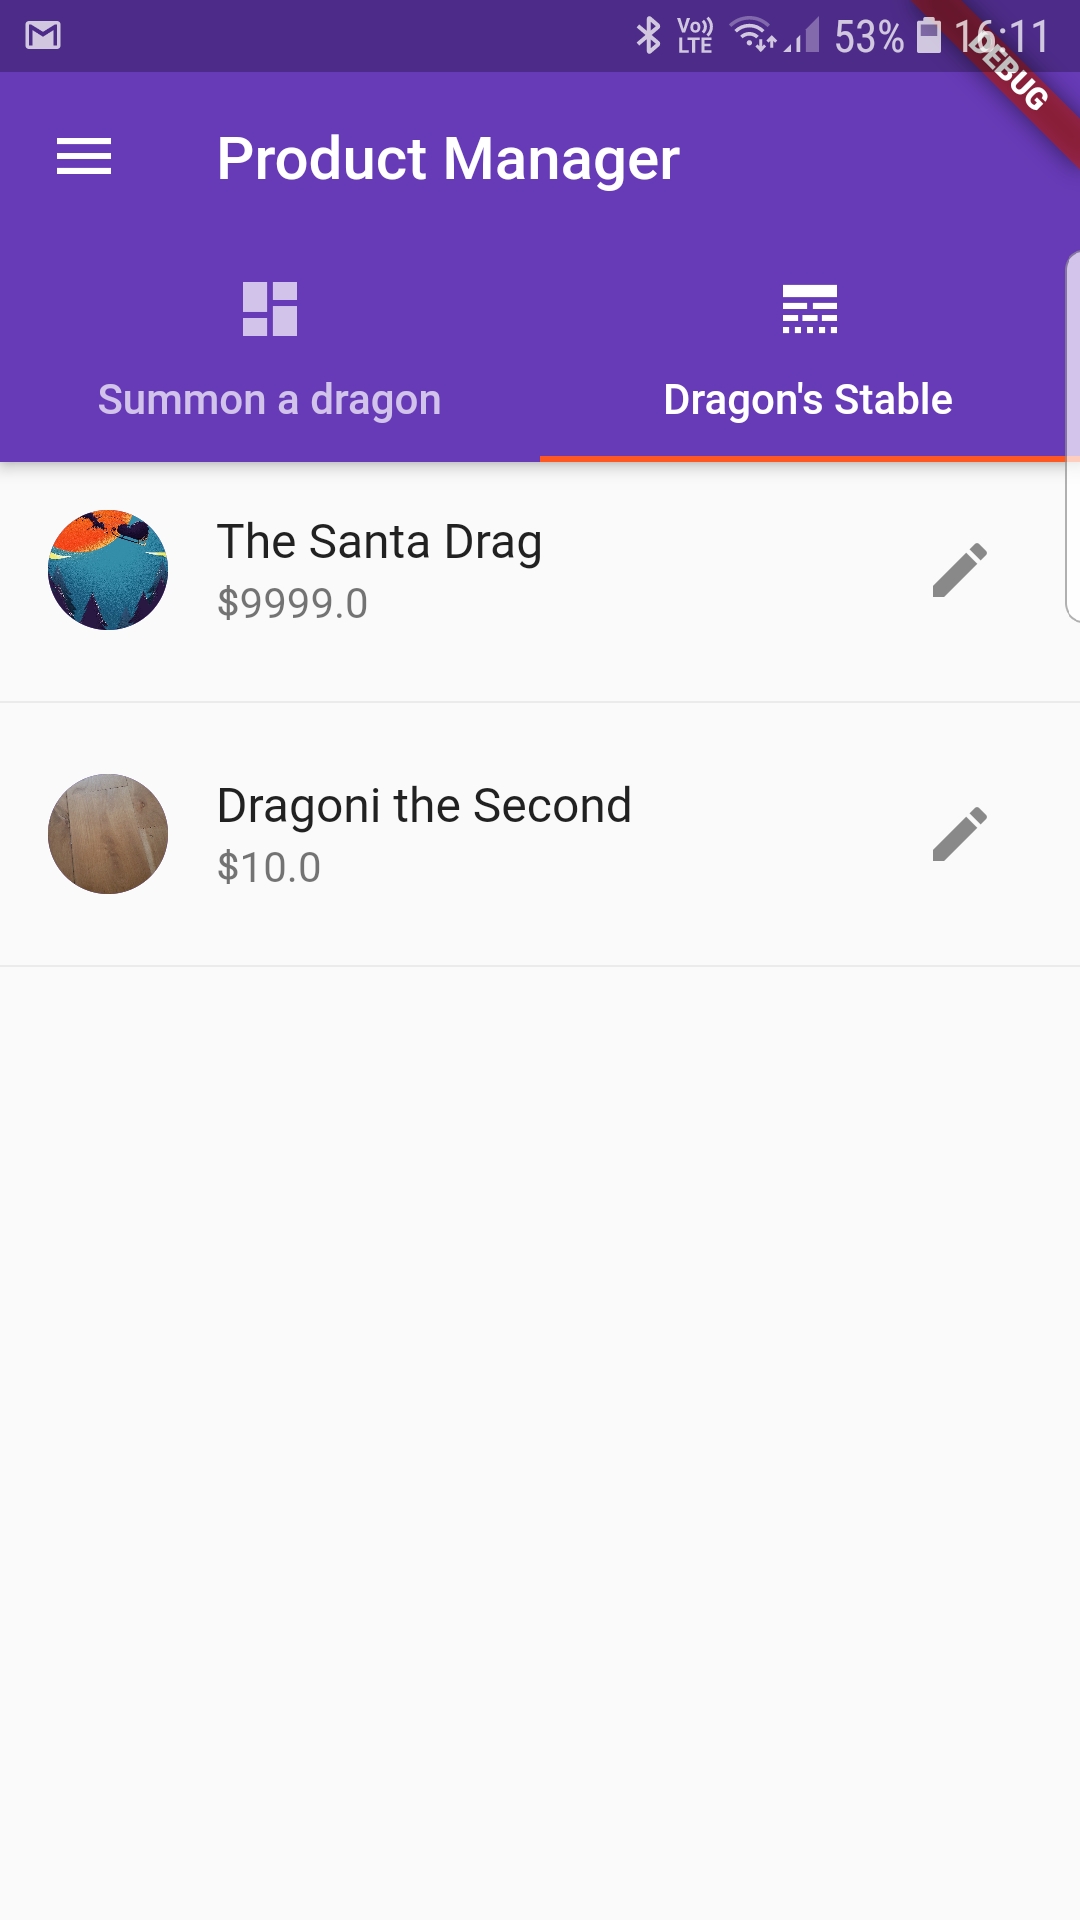 Vo)) LTE 53% 16:11
DEBUG
Product Manager
Summon a dragon
Dragon's Stable
The Santa Drag
$9999.0
Dragoni the Second
$10.0